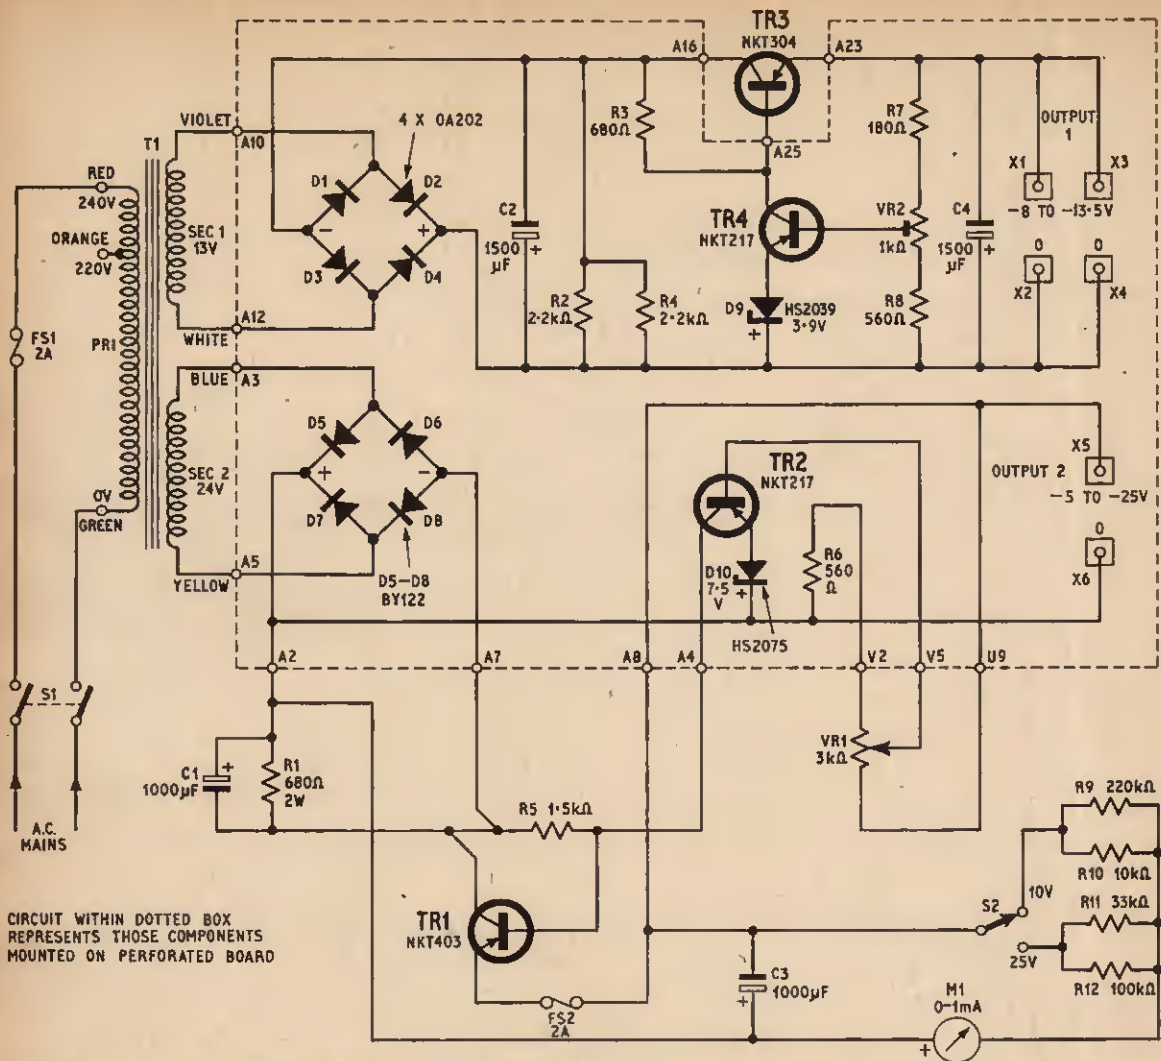 TR3
NKT304
A16
A23
VIOLET
A10
4 X OA202
R3
680Ω
A25
R7
180Ω
OUTPUT
1
T1
RED
240V
D1
D2
X1
X3
-8 TO -13·5V
ORANGE
220V
SEC 1
13V
-
+
C2
1500
μF
+
TR4
NKT217
VR2
1kΩ
C4
1500
μF
+
D3
D4
0
0
X2
X4
PRI
R2
2·2kΩ
R4
2·2kΩ
D9
HS2039
3·9V
+
R8
560Ω
FS1
2A
A12
WHITE
BLUE
A3
D5
D6
+
-
TR2
NKT217
OUTPUT 2
X5
-5 TO -25V
0
X6
SEC 2
24V
D7
D8
0V
GREEN
R6
560
Ω
D10
7·5
V
+
HS2075
A5
YELLOW
D5-D8
BY122
A2
A7
A8
A4
V2
V5
U9
S1
A.C.
MAINS
C1
1000μF
+
R1
680Ω
2W
R5 1·5kΩ
VR1
3kΩ
R9 220kΩ
R10 10kΩ
10V
S2
R11 33kΩ
25V
R12 100kΩ
TR1
NKT403
FS2
2A
C3
1000μF
+
M1
0-1mA
+
CIRCUIT WITHIN DOTTED BOX
REPRESENTS THOSE COMPONENTS
MOUNTED ON PERFORATED BOARD